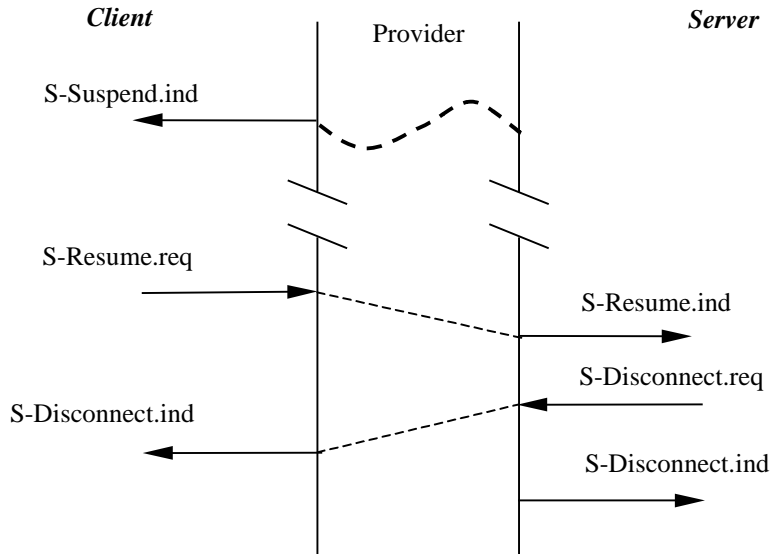 Client
Provider
Server
S-Suspend.ind
S-Resume.req
S-Resume.ind
S-Disconnect.req
S-Disconnect.ind
S-Disconnect.ind